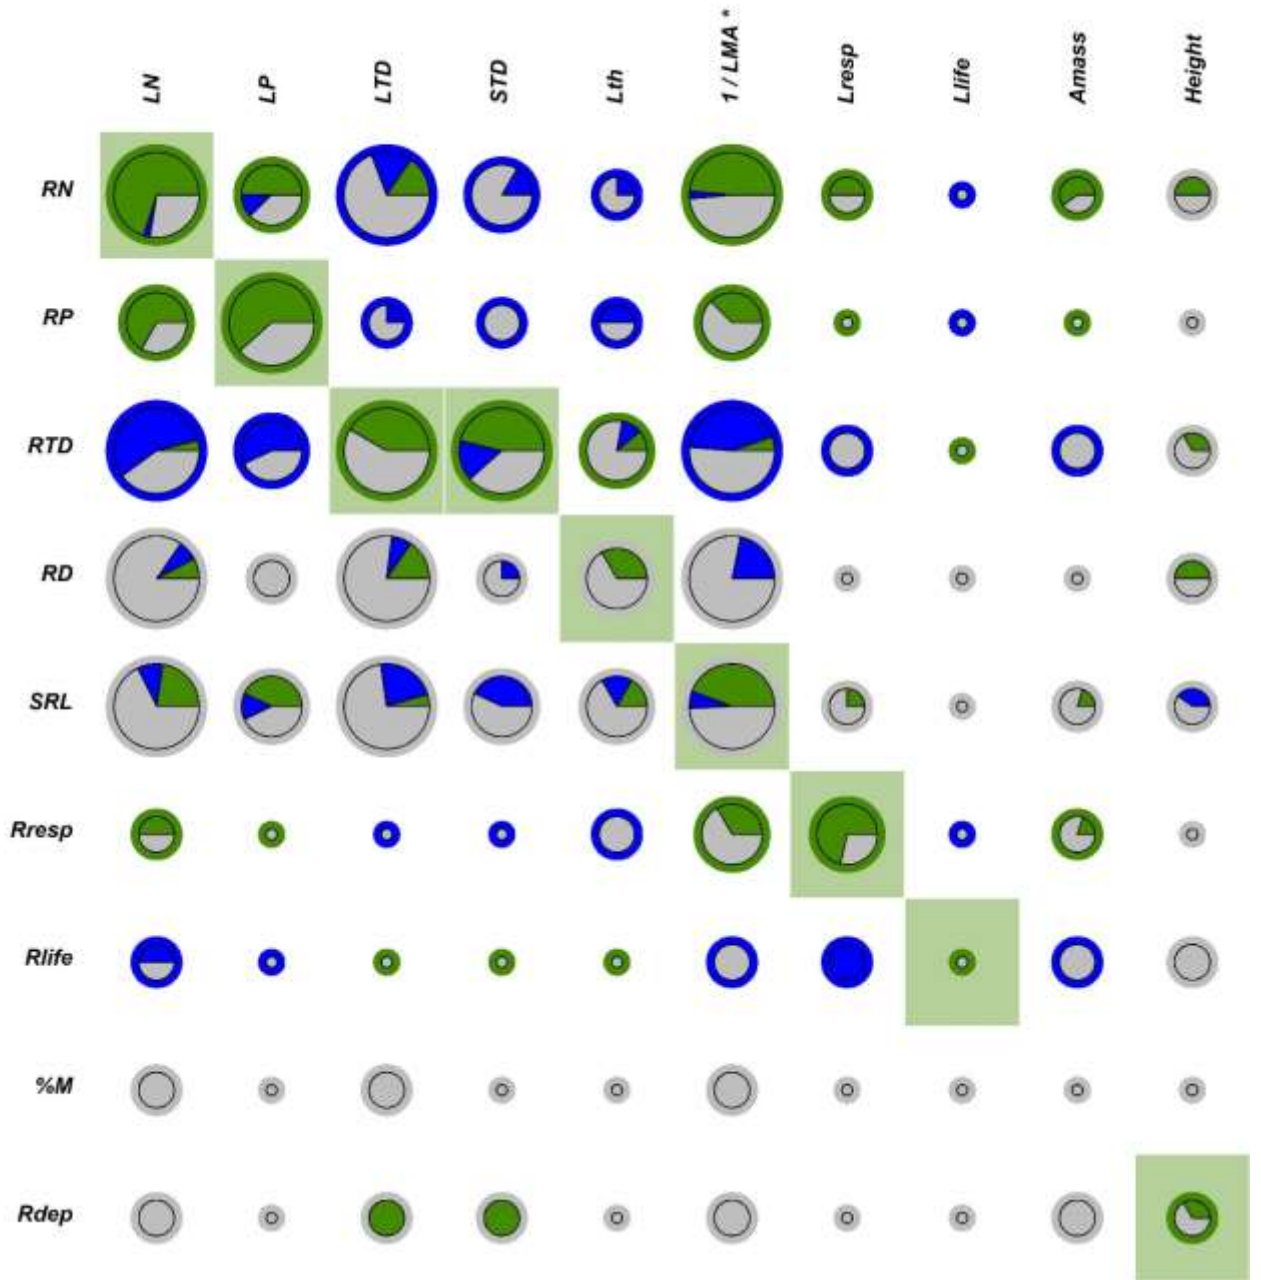 LN LP LTD STD Lth 1 / LMA * Lresp Llife Amass Height
RN
RP
RTD
RD
SRL
Rresp
Rlife
%M
Rdep